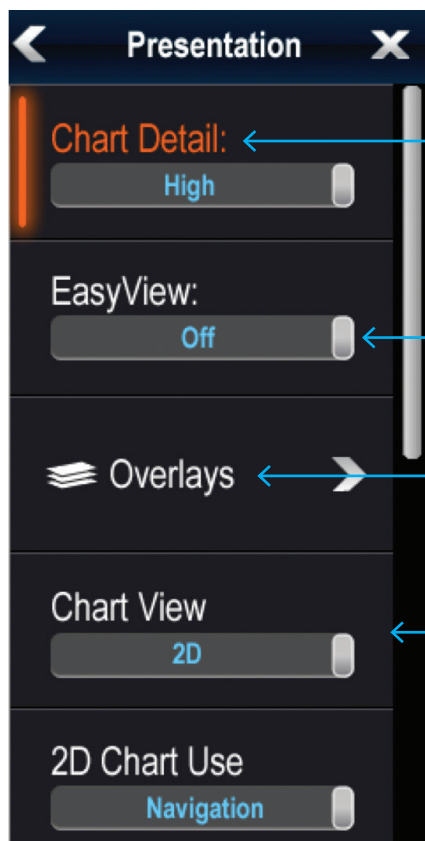 Presentation
Chart Detail:
High
EasyView:
Off
Overlays
Chart View
2D
2D Chart Use
Navigation